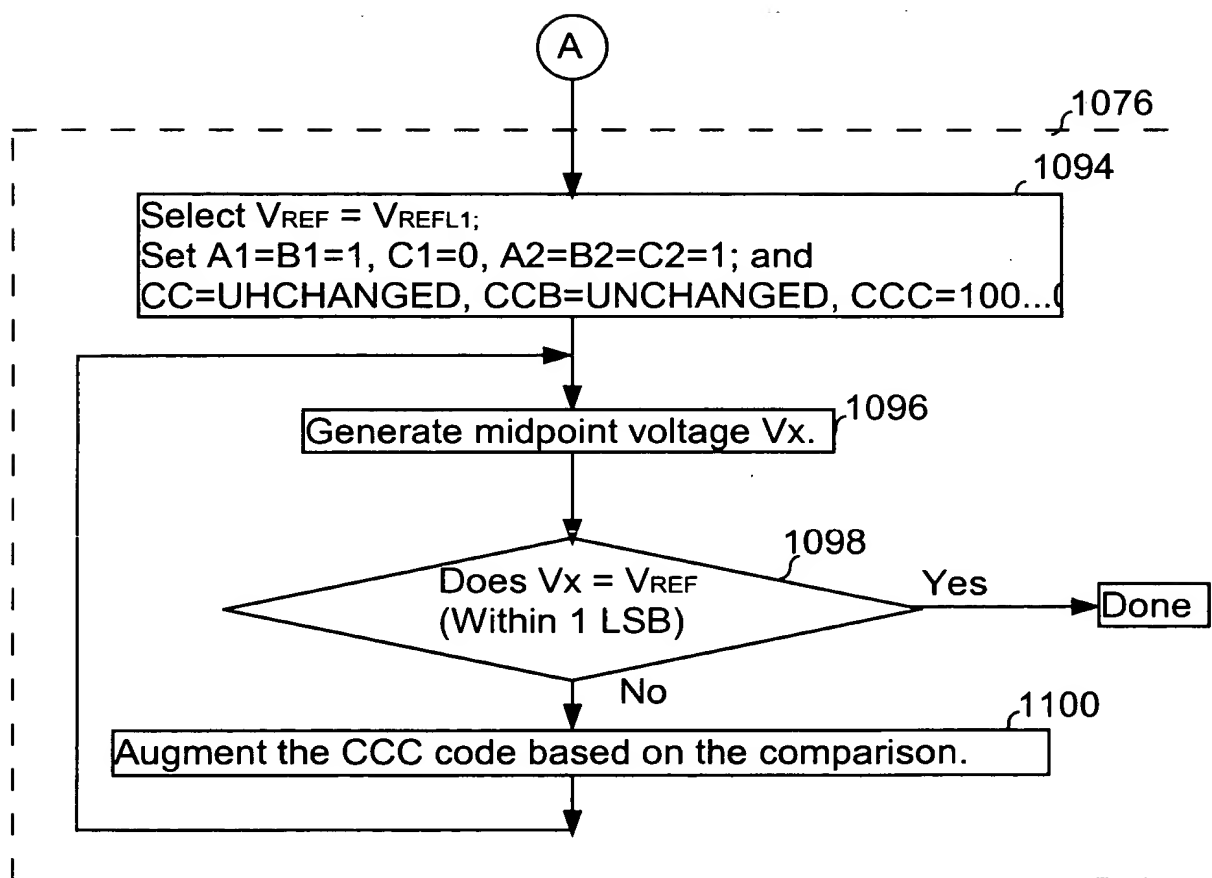 A
1076
1094
Select VREF = VREFL1;
Set A1=B1=1, C1=0, A2=B2=C2=1; and
CC=UHCHANGED, CCB=UNCHANGED, CCC=100...0
1096
Generate midpoint voltage Vx.
1098
Does Vx = VREF
(Within 1 LSB)
Yes
Done
No
1100
Augment the CCC code based on the comparison.